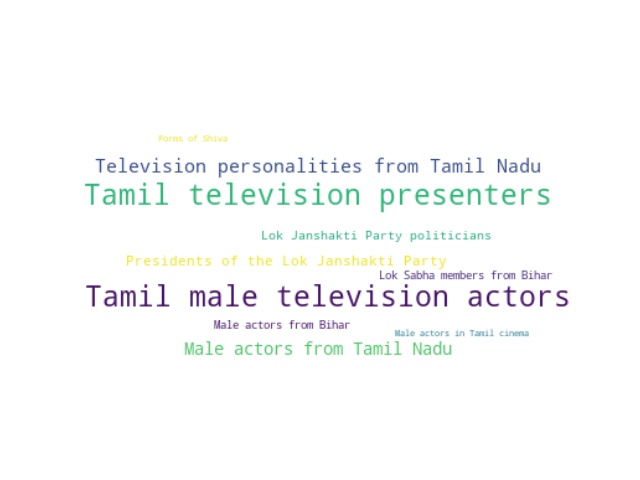 Forms of Shiva
Television personalities from Tamil Nadu
Tamil television presenters
Lok Janshakti Party politicians
Presidents of the Lok Janshakti Party
Lok Sabha members from Bihar
Tamil male television actors
Male actors from Bihar
Male actors in Tamil cinema
Male actors from Tamil Nadu